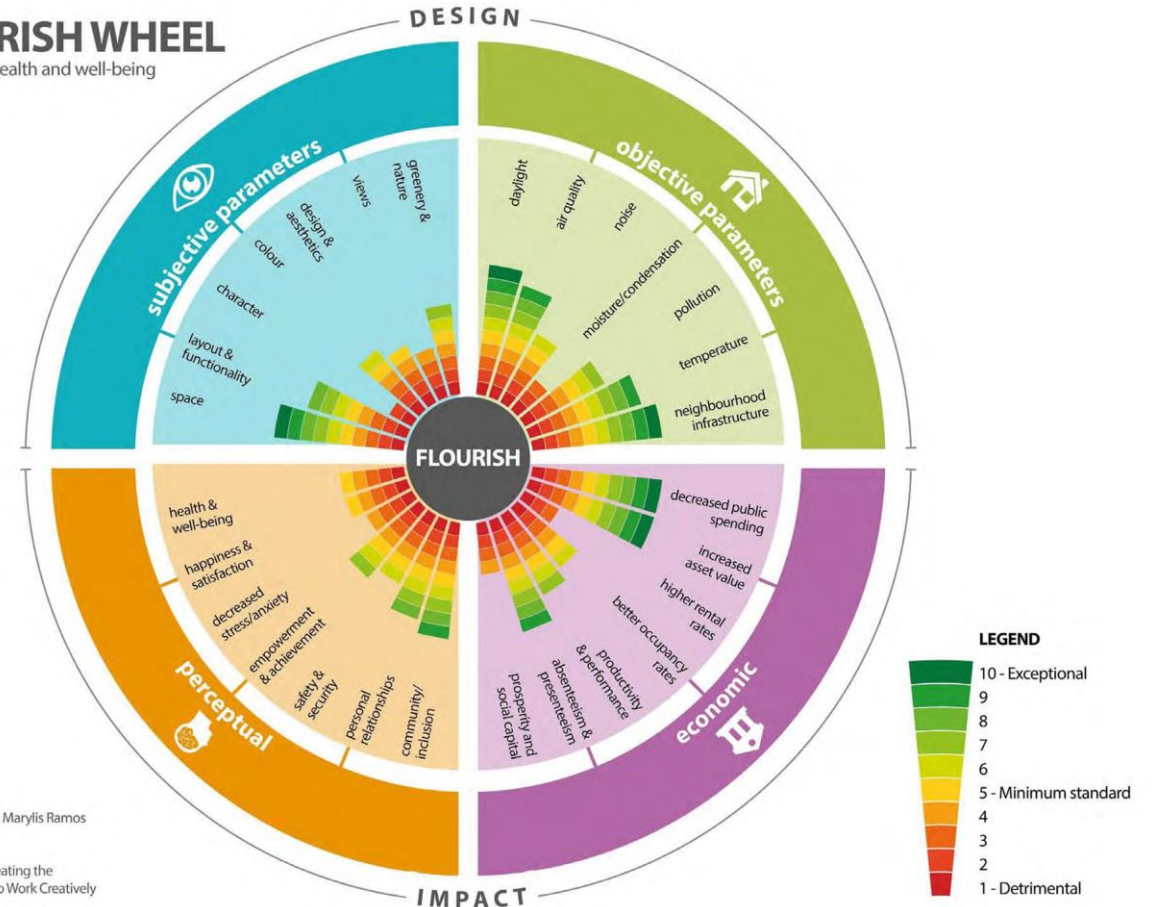 DESIGN
RISH WHEEL
ealth and well-being
subjective parameters
objective parameters
greenery &
nature
views
design &
aesthetics
colour
character
layout &
functionality
space
daylight
air quality
noise
moisture/condensation
pollution
temperature
neighbourhood
infrastructure
FLOURISH
health &
well-being
happiness &
satisfaction
decreased
stress/anxiety
empowerment
& achievement
safety &
security
personal
relationships
community/
inclusion
perceptual
decreased public
spending
increased
asset value
higher rental
rates
better occupancy
rates
productivity
& performance
absenteeism &
presenteeism
prosperity and
social capital
economic
LEGEND
10 - Exceptional
9
8
7
6
5 - Minimum standard
4
3
2
1 - Detrimental
Marylis Ramos
ating the
o Work Creatively
IMPACT